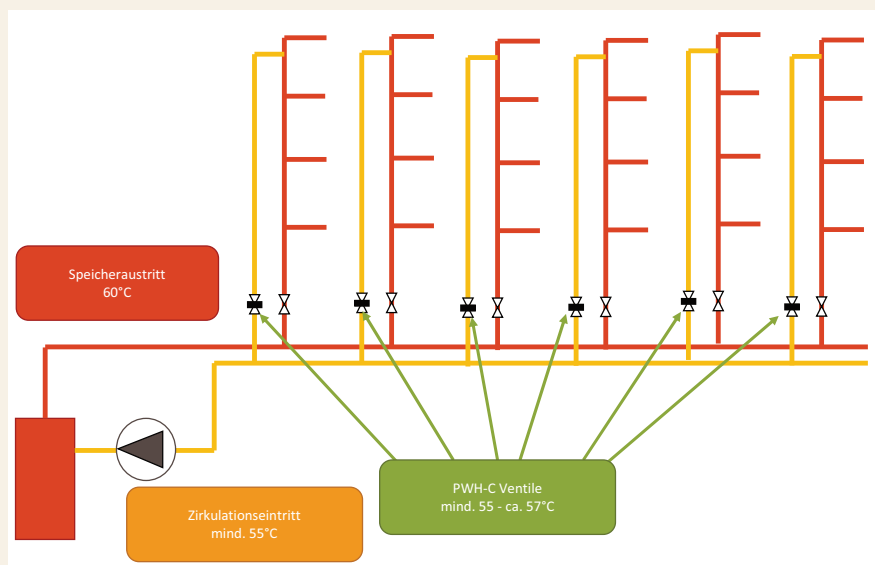 Speicheraustritt
60°C
PWH-C Ventile
mind. 55 - ca. 57°C
Zirkulationseintritt
mind. 55°C